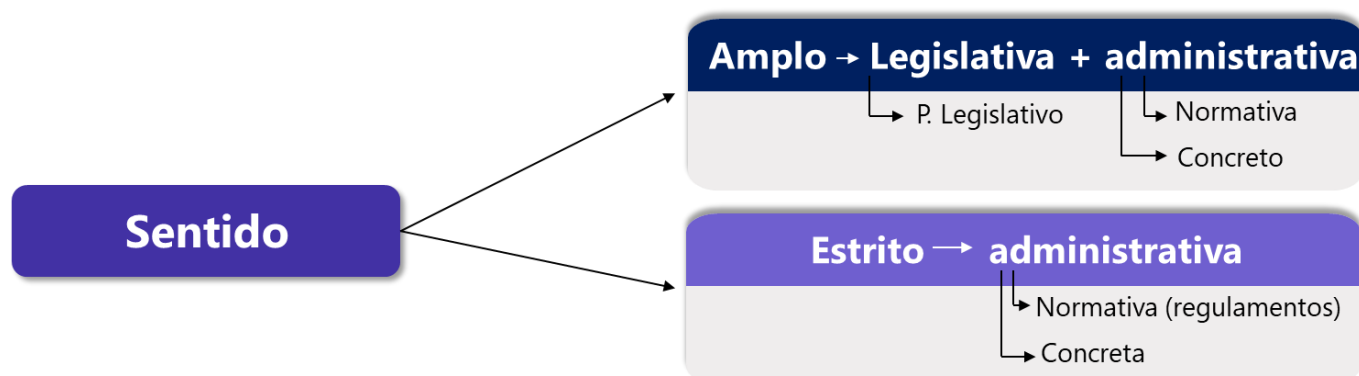 Sentido
Amplo → Legislativa + administrativa
P. Legislativo
Normativa
Concreto
Estrito → administrativa
Normativa (regulamentos)
Concreta